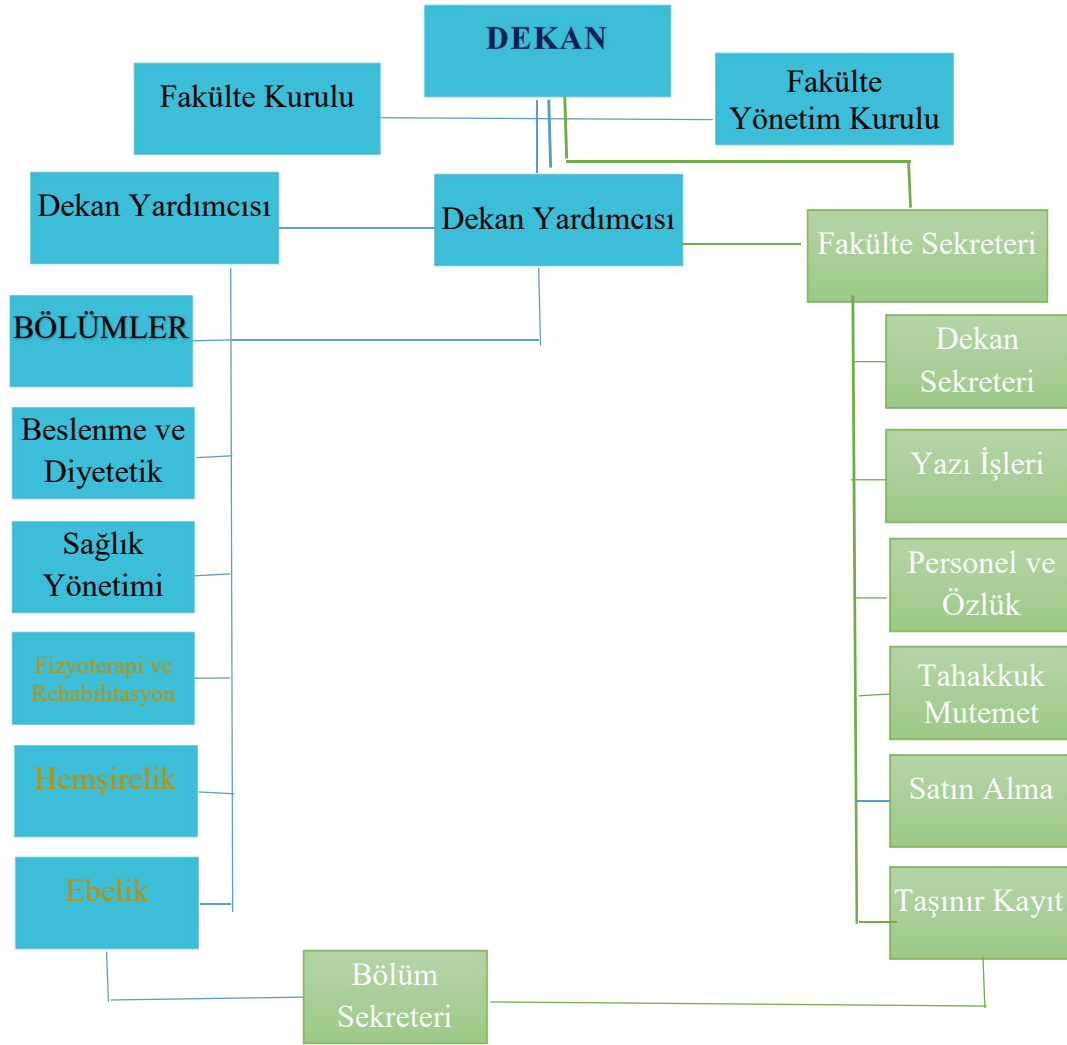 DEKAN
Fakülte Kurulu
Fakülte
Yönetim Kurulu
Dekan Yardımcısı
Dekan Yardımcısı
Fakülte Sekreteri
BÖLÜMLER
Beslenme ve
Diyetetik
Sağlık
Yönetimi
Fizyoterapi ve
Rehabilitasyon
Hemşirelik
Ebelik
Dekan
Sekreteri
Yazı İşleri
Personel ve
Özlük
Tahakkuk
Mutemet
Satın Alma
Taşınır Kayıt
Bölüm
Sekreteri